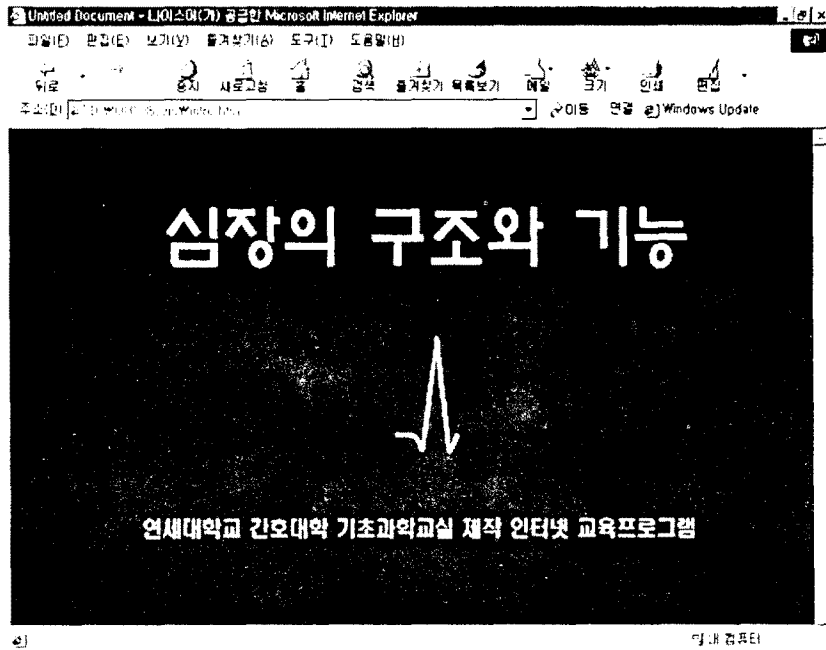 Untitled Document - 나이스이(가) 공급한 Microsoft Internet Explorer
파일(F) 편집(E) 보기(V) 즐겨찾기(A) 도구(T) 도움말(H)
뒤로 중지 새로고침 홈 검색 즐겨찾기 목록보기 메일 크기 인쇄 편집
주소(D) 이동 연결 Windows Update
심장의 구조와 기능
연세대학교 간호대학 기초과학교실 제작 인터넷 교육프로그램
내 컴퓨터